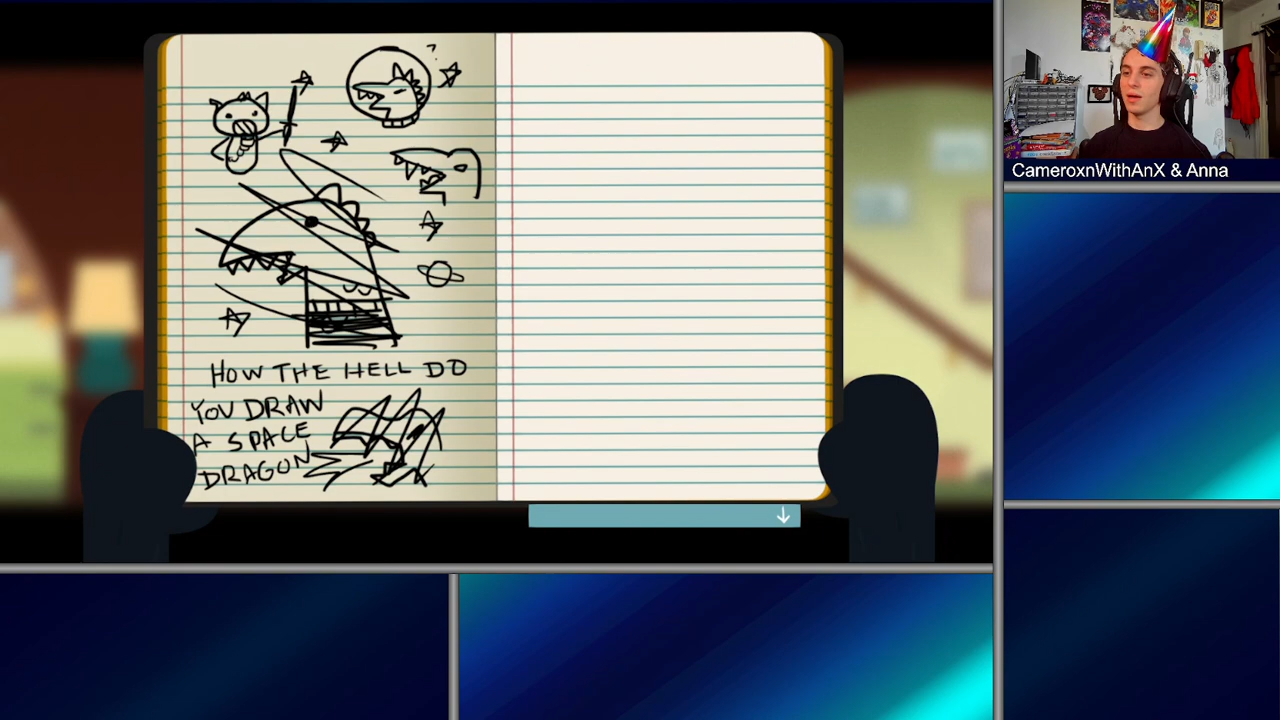 CameroxnWithAnX & Anna
HOW THE HELL DO
YOU DRAW
A SPACE
DRAGON